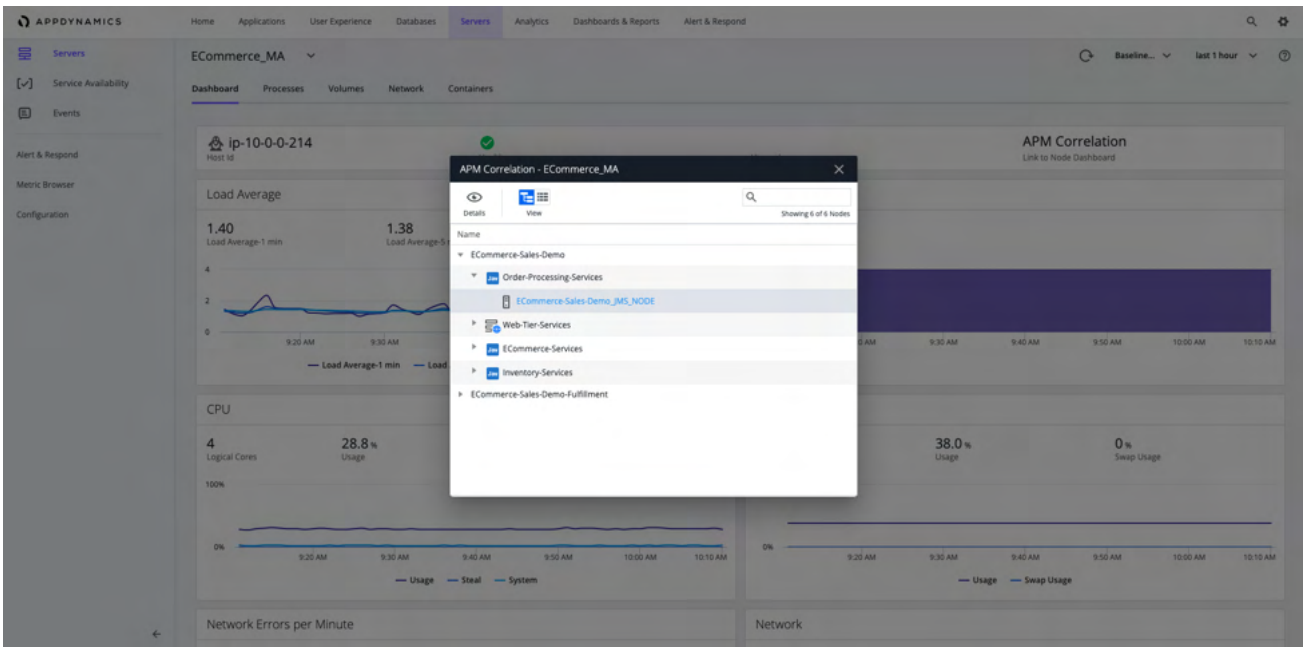 APPDYNAMICS
Home Applications User Experience Databases Servers Analytics Dashboards & Reports Alert & Respond
Servers
Service Availability
Events
Alert & Respond
Metric Browser
Configuration
ECommerce_MA
Baseline... last 1 hour
Dashboard Processes Volumes Network Containers
ip-10-0-0-214
Host Id
APM Correlation
Link to Node Dashboard
Load Average
1.40
Load Average-1 min
1.38
Load Average-5
4
2
0
9:20 AM 9:30 AM
Load Average-1 min Load
9:30 AM 9:40 AM 9:50 AM 10:00 AM 10:10 AM
APM Correlation - ECommerce_MA
Details
View
Showing 6 of 6 Nodes
Name
ECommerce-Sales-Demo
Order-Processing-Services
ECommerce-Sales-Demo_JMS_NODE
Web-Tier-Services
ECommerce-Services
Inventory-Services
ECommerce-Sales-Demo-Fulfillment
CPU
4
Logical Cores
28.8 %
Usage
100%
0%
9:20 AM 9:30 AM 9:40 AM 9:50 AM 10:00 AM 10:10 AM
Usage Steal System
38.0 %
Usage
0 %
Swap Usage
0%
9:20 AM 9:30 AM 9:40 AM 9:50 AM 10:00 AM 10:10 AM
Usage Swap Usage
Network Errors per Minute
Network